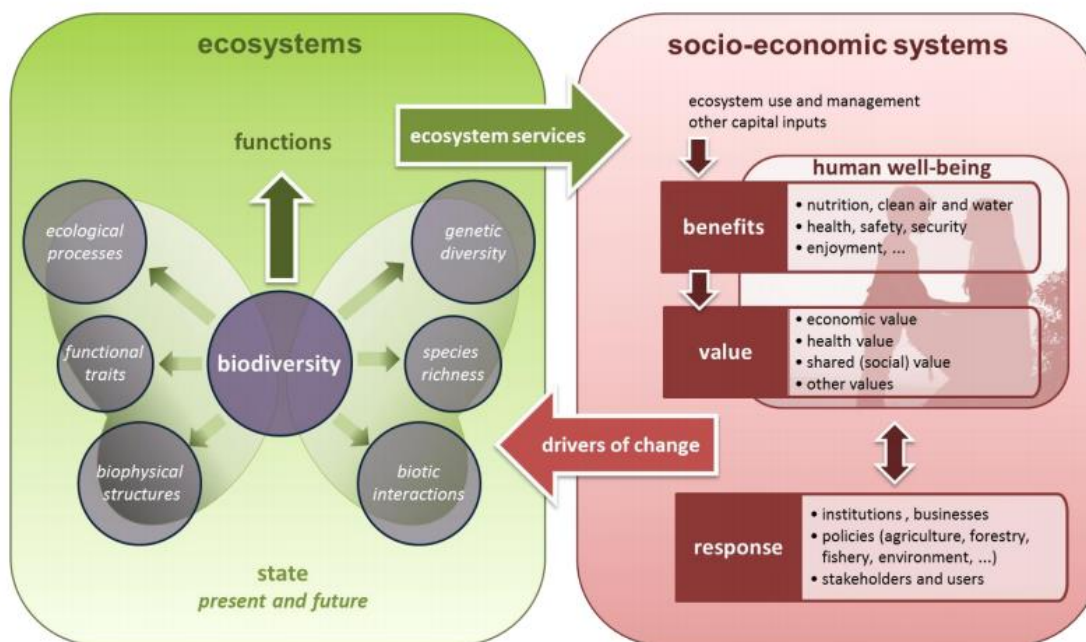 ecosystems
functions
ecological
processes
genetic
diversity
functional
traits
biodiversity
species
richness
biophysical
structures
biotic
interactions
state
present and future
ecosystem services
drivers of change
socio-economic systems
ecosystem use and management
other capital inputs
human well-being
benefits
• nutrition, clean air and water
• health, safety, security
• enjoyment, ...
value
• economic value
• health value
• shared (social) value
• other values
response
• institutions , businesses
• policies (agriculture, forestry,
fishery, environment, ...)
• stakeholders and users